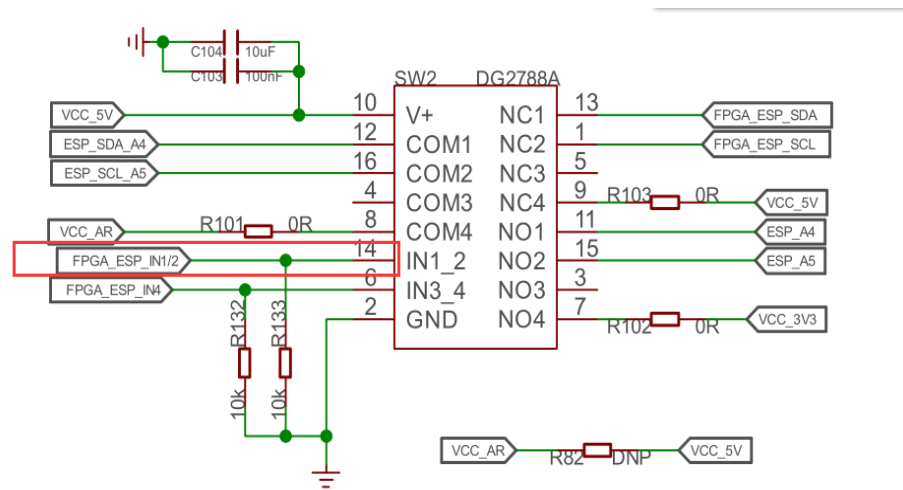 C104 10uF
C103 100nF
SW2 DG2788A
VCC_5V 10 V+ NC1 13 FPGA_ESP_SDA
ESP_SDA_A4 12 COM1 NC2 1 FPGA_ESP_SCL
ESP_SCL_A5 16 COM2 NC3 5
4 COM3 NC4 9 R103 0R VCC_5V
VCC_AR R101 0R 8 COM4 NO1 11 ESP_A4
FPGA_ESP_IN1/2 14 IN1_2 NO2 15 ESP_A5
FPGA_ESP_IN4 6 IN3_4 NO3 3
2 GND NO4 7 R102 0R VCC_3V3
R132 R133
10k 10k
VCC_AR R82 DNP VCC_5V